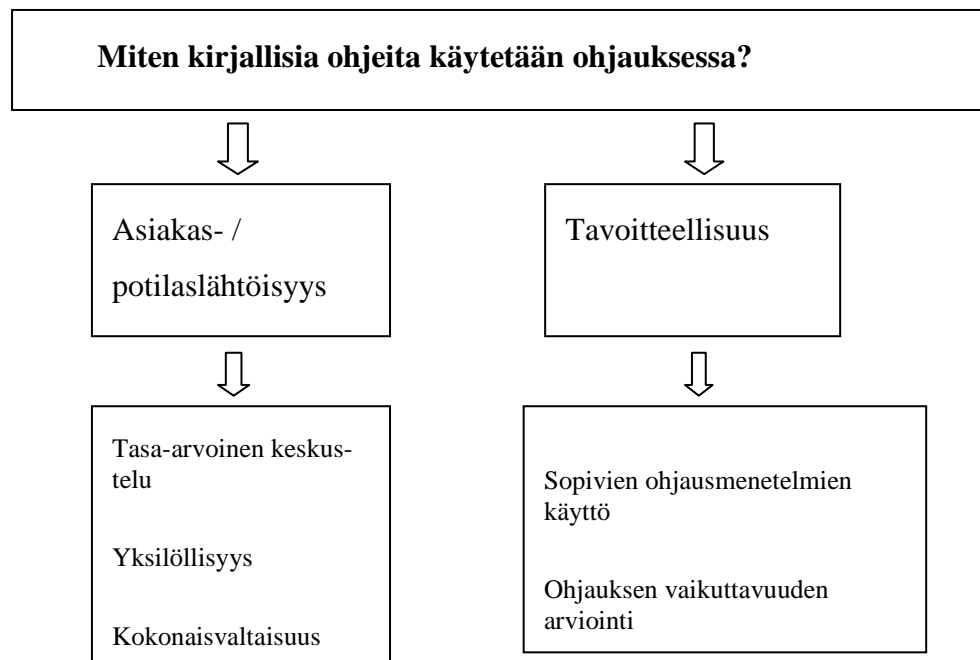 Miten kirjallisia ohjeita käytetään ohjauksessa?
Asiakas- /
potilaslähtöisyys
Tavoitteellisuus
Tasa-arvoinen keskus-
telu
Yksilöllisyys
Kokonaisvaltaisuus
Sopivien ohjausmenetelmien
käyttö
Ohjauksen vaikuttavuuden
arviointi